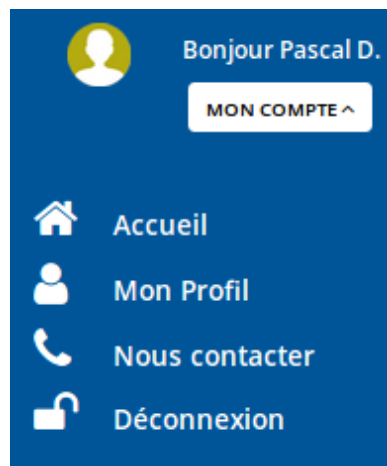 Bonjour Pascal D.
MON COMPTE
Accueil
Mon Profil
Nous contacter
Déconnexion